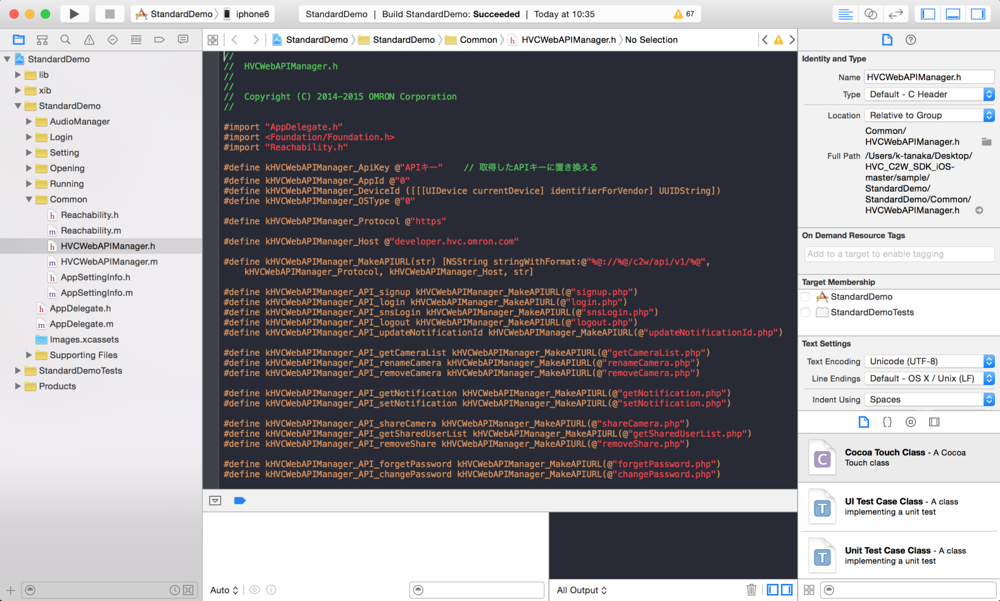 StandardDemo
iphone6
StandardDemo | Build StandardDemo: Succeeded | Today at 10:35
67
StandardDemo
StandardDemo
Common
HVCWebAPIManager.h
No Selection
StandardDemo
lib
xib
StandardDemo
AudioManager
Login
Setting
Opening
Running
Common
Reachability.h
Reachability.m
HVCWebAPIManager.h
HVCWebAPIManager.m
AppSettingInfo.h
AppSettingInfo.m
AppDelegate.h
AppDelegate.m
Images.xcassets
Supporting Files
StandardDemoTests
Products
//
//  HVCWebAPIManager.h
//
//
//  Copyright (C) 2014-2015 OMRON Corporation
//
#import "AppDelegate.h"
#import <Foundation/Foundation.h>
#import "Reachability.h"
#define kHVCWebAPIManager_ApiKey @"APIキー"    // 取得したAPIキーに置き換える
#define kHVCWebAPIManager_AppId @"0"
#define kHVCWebAPIManager_DeviceId ([[[UIDevice currentDevice] identifierForVendor] UUIDString])
#define kHVCWebAPIManager_OSType @"0"
#define kHVCWebAPIManager_Protocol @"https"
#define kHVCWebAPIManager_Host @"developer.hvc.omron.com"
#define kHVCWebAPIManager_MakeAPIURL(str) [NSString stringWithFormat:@"%@://%@/c2w/api/v1/%@",
kHVCWebAPIManager_Protocol, kHVCWebAPIManager_Host, str]
#define kHVCWebAPIManager_API_signup kHVCWebAPIManager_MakeAPIURL(@"signup.php")
#define kHVCWebAPIManager_API_login kHVCWebAPIManager_MakeAPIURL(@"login.php")
#define kHVCWebAPIManager_API_snsLogin kHVCWebAPIManager_MakeAPIURL(@"snsLogin.php")
#define kHVCWebAPIManager_API_logout kHVCWebAPIManager_MakeAPIURL(@"logout.php")
#define kHVCWebAPIManager_API_updateNotificationId kHVCWebAPIManager_MakeAPIURL(@"updateNotificationId.php")
#define kHVCWebAPIManager_API_getCameraList kHVCWebAPIManager_MakeAPIURL(@"getCameraList.php")
#define kHVCWebAPIManager_API_renameCamera kHVCWebAPIManager_MakeAPIURL(@"renameCamera.php")
#define kHVCWebAPIManager_API_removeCamera kHVCWebAPIManager_MakeAPIURL(@"removeCamera.php")
#define kHVCWebAPIManager_API_getNotification kHVCWebAPIManager_MakeAPIURL(@"getNotification.php")
#define kHVCWebAPIManager_API_setNotification kHVCWebAPIManager_MakeAPIURL(@"setNotification.php")
#define kHVCWebAPIManager_API_shareCamera kHVCWebAPIManager_MakeAPIURL(@"shareCamera.php")
#define kHVCWebAPIManager_API_getSharedUserList kHVCWebAPIManager_MakeAPIURL(@"getSharedUserList.php")
#define kHVCWebAPIManager_API_removeShare kHVCWebAPIManager_MakeAPIURL(@"removeShare.php")
#define kHVCWebAPIManager_API_forgetPassword kHVCWebAPIManager_MakeAPIURL(@"forgetPassword.php")
#define kHVCWebAPIManager_API_changePassword kHVCWebAPIManager_MakeAPIURL(@"changePassword.php")
Auto
All Output
Identity and Type
Name HVCWebAPIManager.h
Type Default - C Header
Location Relative to Group
Common/
HVCWebAPIManager.h
Full Path /Users/k-tanaka/Desktop/
HVC_C2W_SDK_iOS-
master/sample/
StandardDemo/
StandardDemo/Common/
HVCWebAPIManager.h
On Demand Resource Tags
Add to a target to enable tagging
Target Membership
StandardDemo
StandardDemoTests
Text Settings
Text Encoding Unicode (UTF-8)
Line Endings Default - OS X / Unix (LF)
Indent Using Spaces
{}
C
Cocoa Touch Class - A Cocoa
Touch class
T
UI Test Case Class - A class
implementing a unit test
T
Unit Test Case Class - A class
implementing a unit test